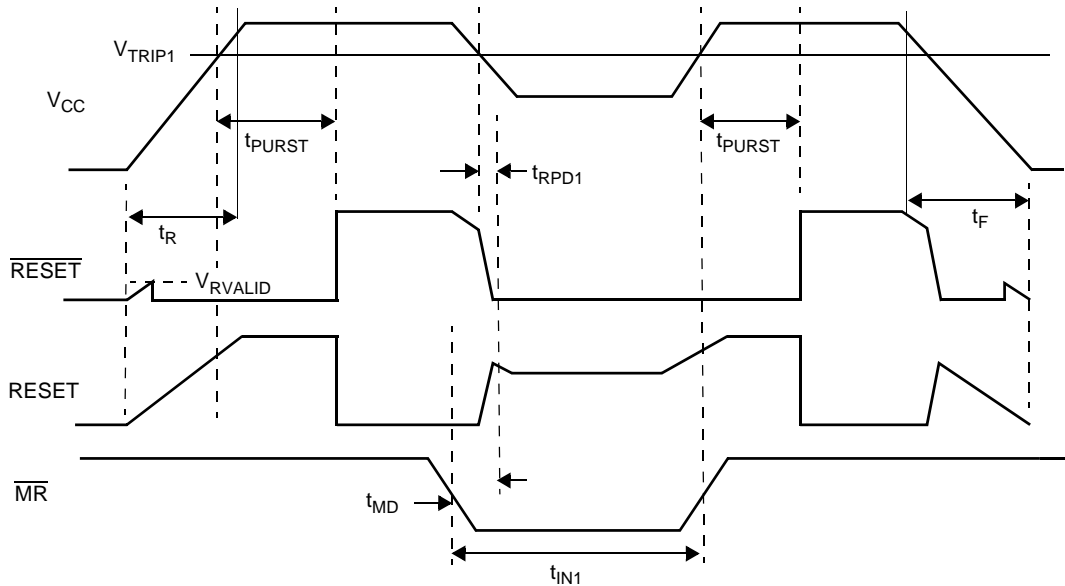 VTRIP1
VCC
tPURST
tPURST
tRPD1
tR
tF
RESET
VRVALID
RESET
MR
tMD
tIN1